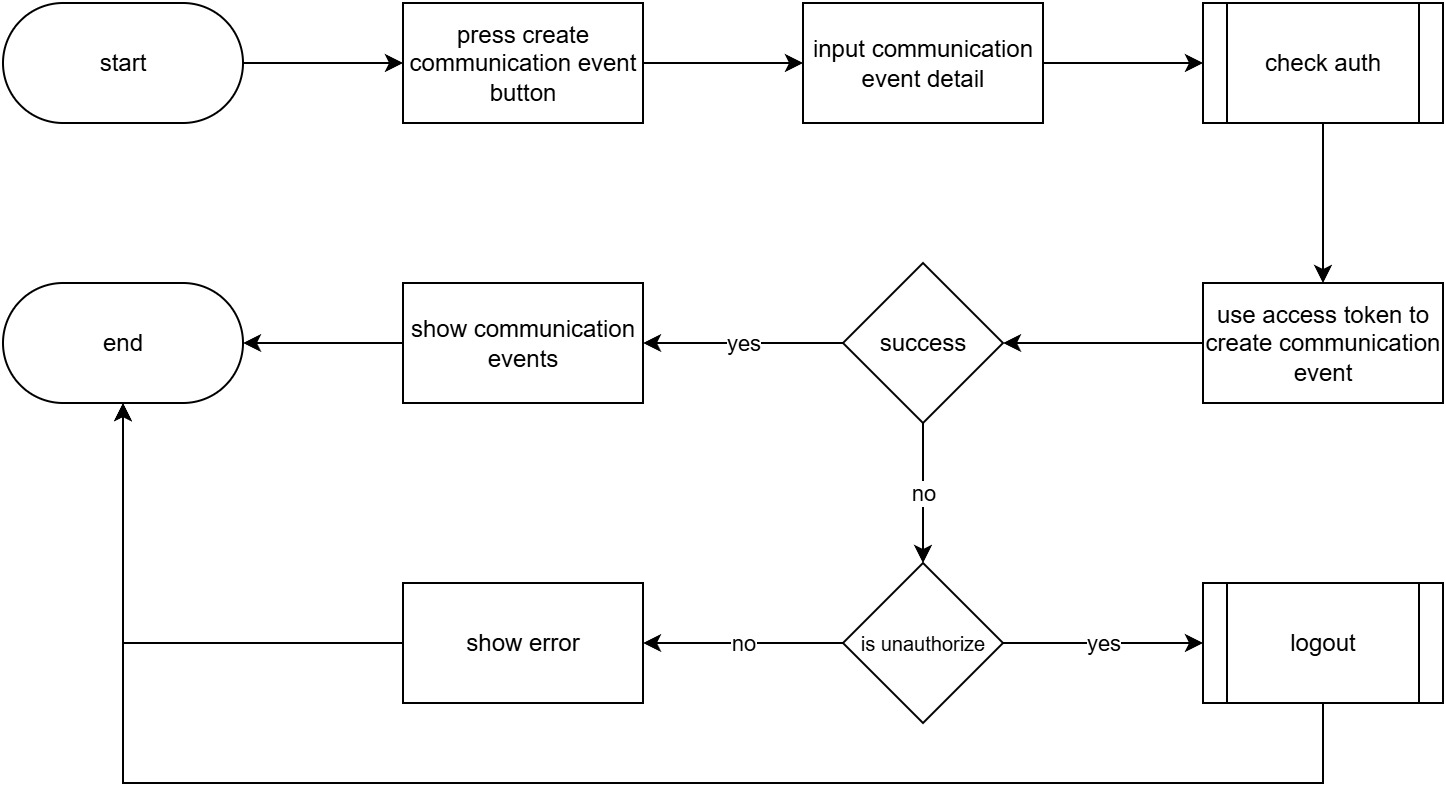 start
press create
communication event
button
input communication
event detail
check auth
end
show communication
events
yes
success
use access token to
create communication
event
no
show error
no
is unauthorize
yes
logout